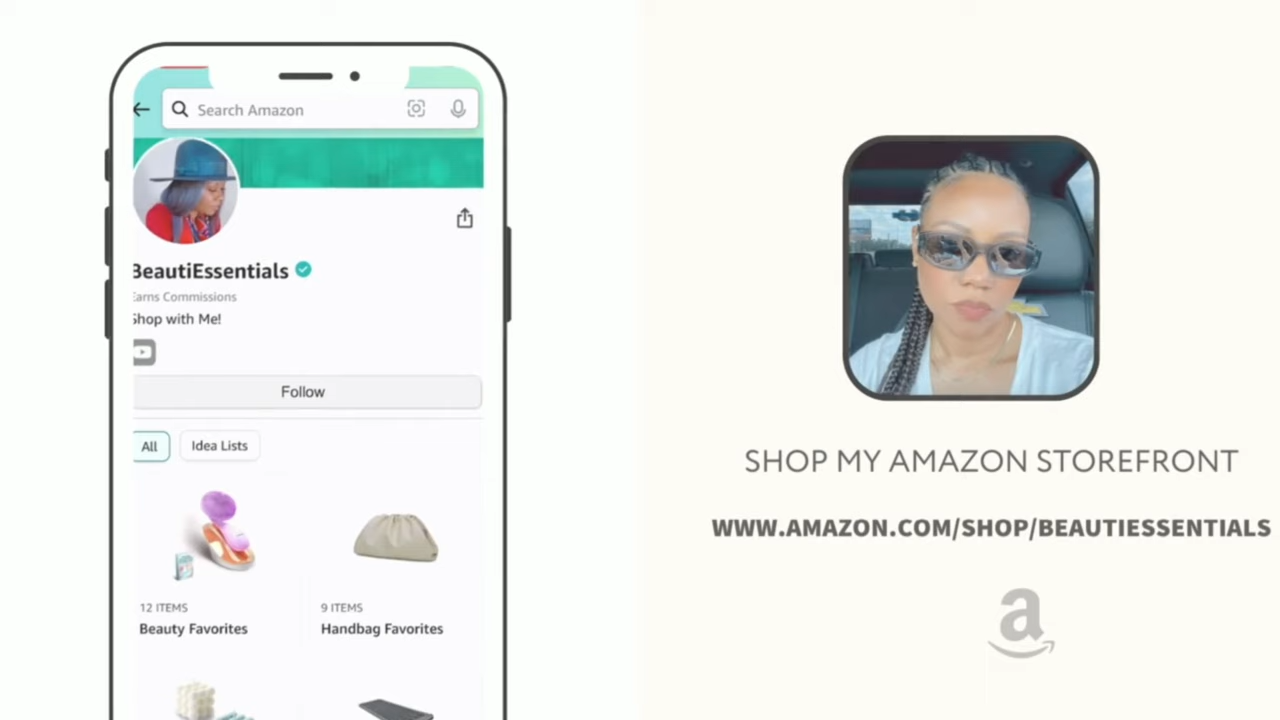 Search Amazon
BeautiEssentials
Earns Commissions
Shop with Me!
Follow
All
Idea Lists
12 ITEMS
Beauty Favorites
9 ITEMS
Handbag Favorites
SHOP MY AMAZON STOREFRONT
WWW.AMAZON.COM/SHOP/BEAUTIESSENTIALS
a